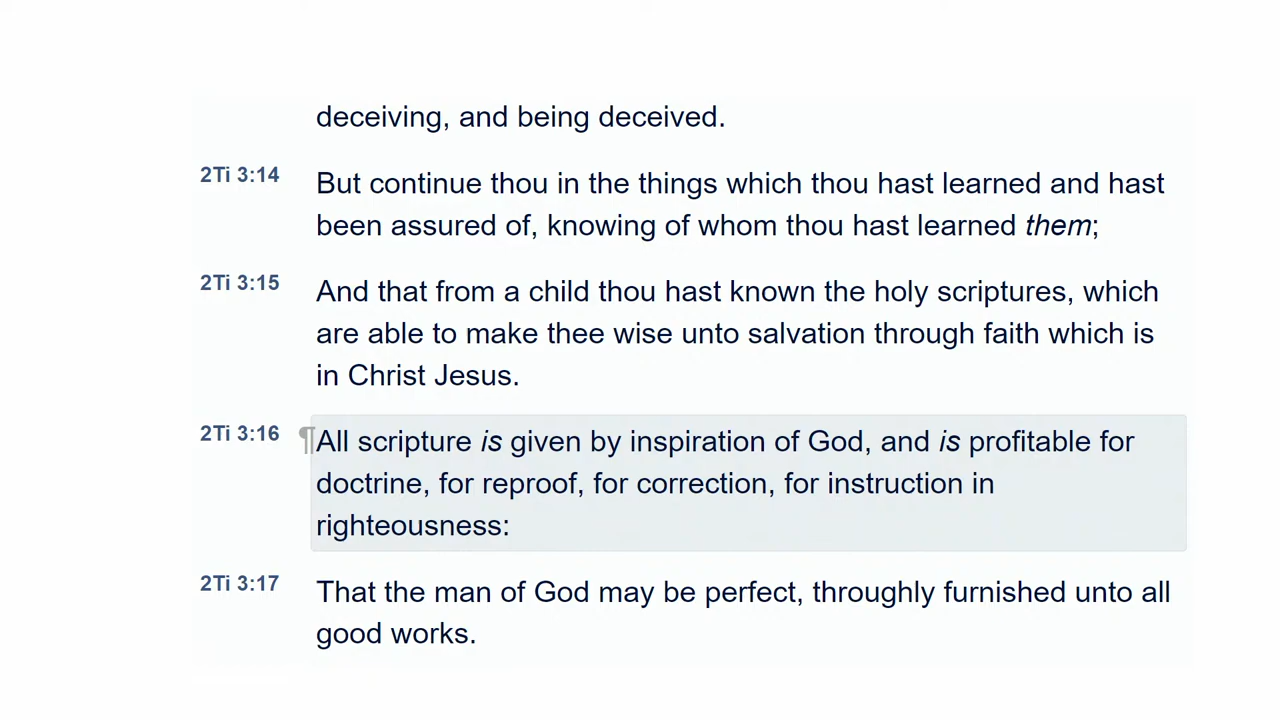 deceiving, and being deceived.
2Ti 3:14 But continue thou in the things which thou hast learned and hast
been assured of, knowing of whom thou hast learned them;
2Ti 3:15 And that from a child thou hast known the holy scriptures, which
are able to make thee wise unto salvation through faith which is
in Christ Jesus.
2Ti 3:16 ¶All scripture is given by inspiration of God, and is profitable for
doctrine, for reproof, for correction, for instruction in
righteousness:
2Ti 3:17 That the man of God may be perfect, throughly furnished unto all
good works.